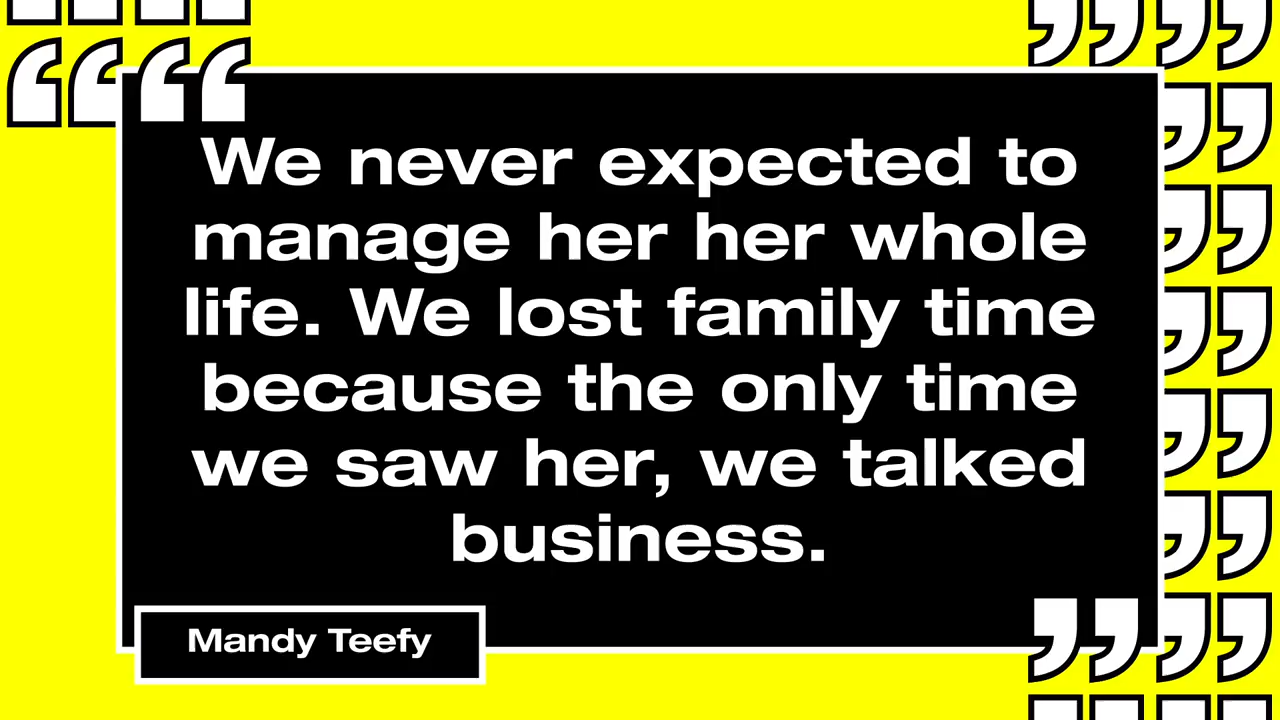 We never expected to
manage her her whole
life. We lost family time
because the only time
we saw her, we talked
business.
Mandy Teefy